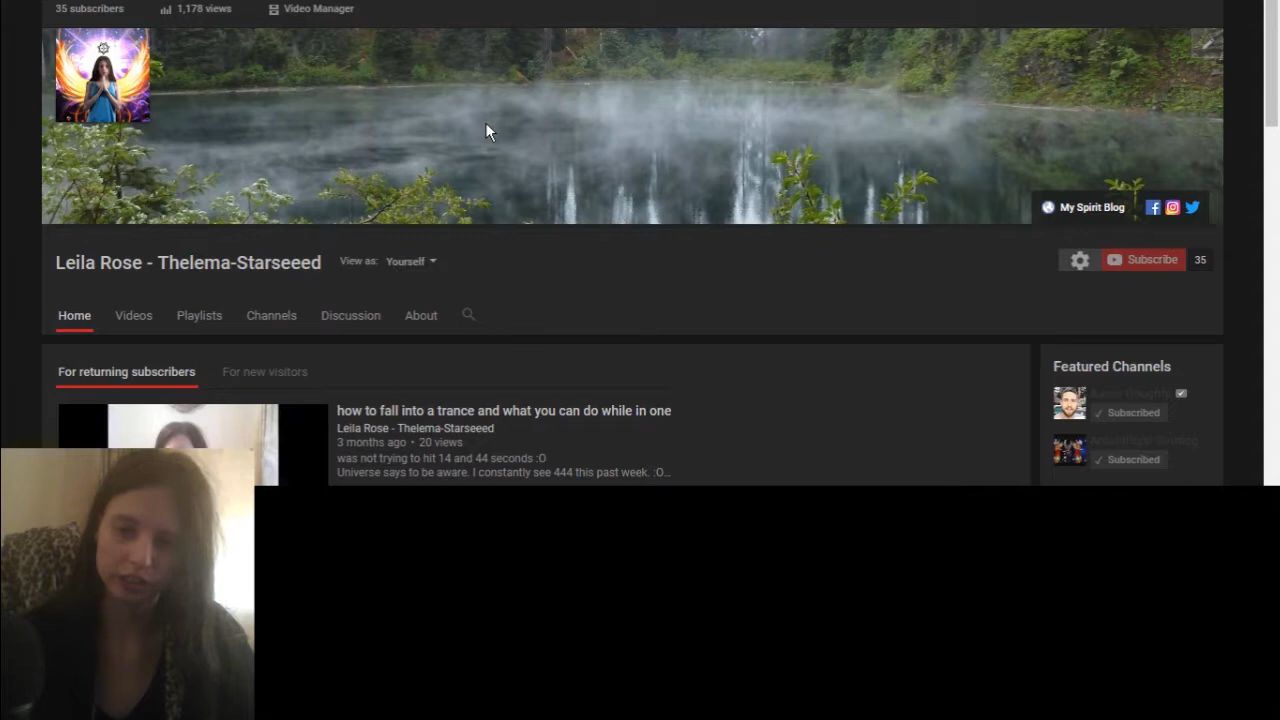 35 subscribers
1,178 views
Video Manager
My Spirit Blog
Leila Rose - Thelema-Starseeed
View as: Yourself
Subscribe 35
Home Videos Playlists Channels Discussion About
For returning subscribers For new visitors
how to fall into a trance and what you can do while in one
Leila Rose - Thelema-Starseeed
3 months ago • 20 views
was not trying to hit 14 and 44 seconds :O
Universe says to be aware. I constantly see 444 this past week. :O...
Featured Channels
Subscribed
Subscribed